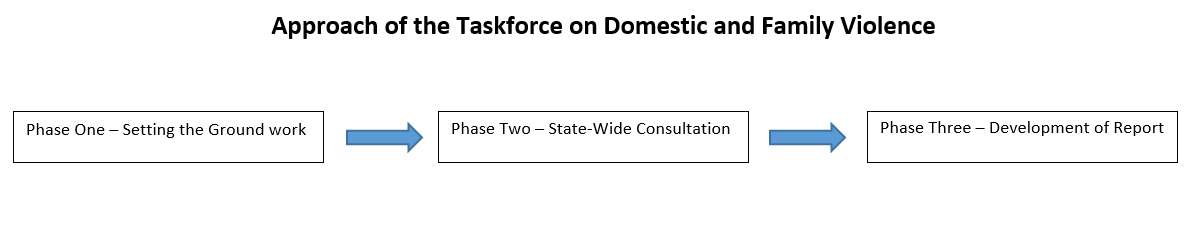 Approach of the Taskforce on Domestic and Family Violence
Phase One – Setting the Ground work
Phase Two – State-Wide Consultation
Phase Three – Development of Report